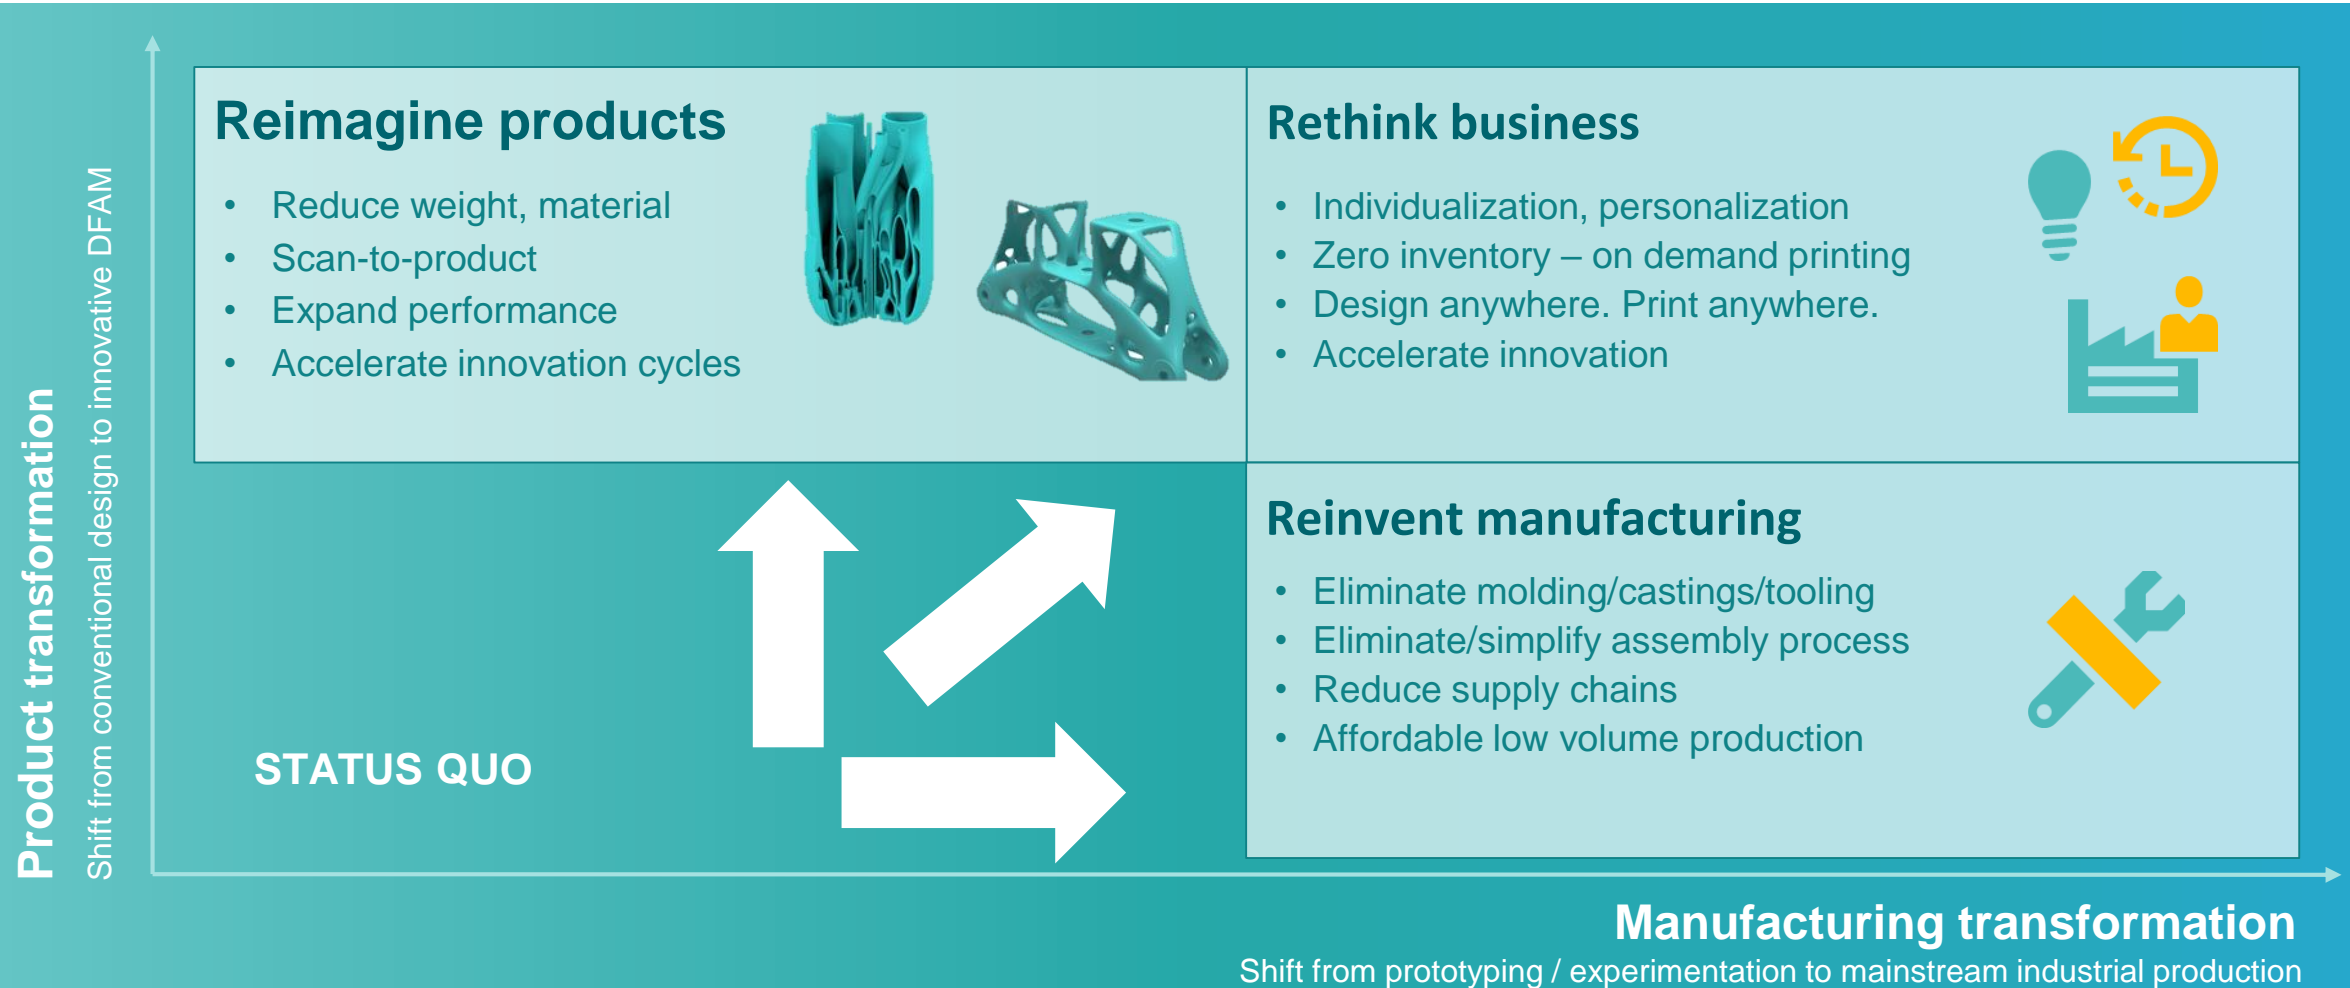 Reimagine products
• Reduce weight, material
• Scan-to-product
• Expand performance
• Accelerate innovation cycles
Rethink business
• Individualization, personalization
• Zero inventory – on demand printing
• Design anywhere. Print anywhere.
• Accelerate innovation
Reinvent manufacturing
• Eliminate molding/castings/tooling
• Eliminate/simplify assembly process
• Reduce supply chains
• Affordable low volume production
STATUS QUO
Product transformation
Shift from conventional design to innovative DFAM
Manufacturing transformation
Shift from prototyping / experimentation to mainstream industrial production